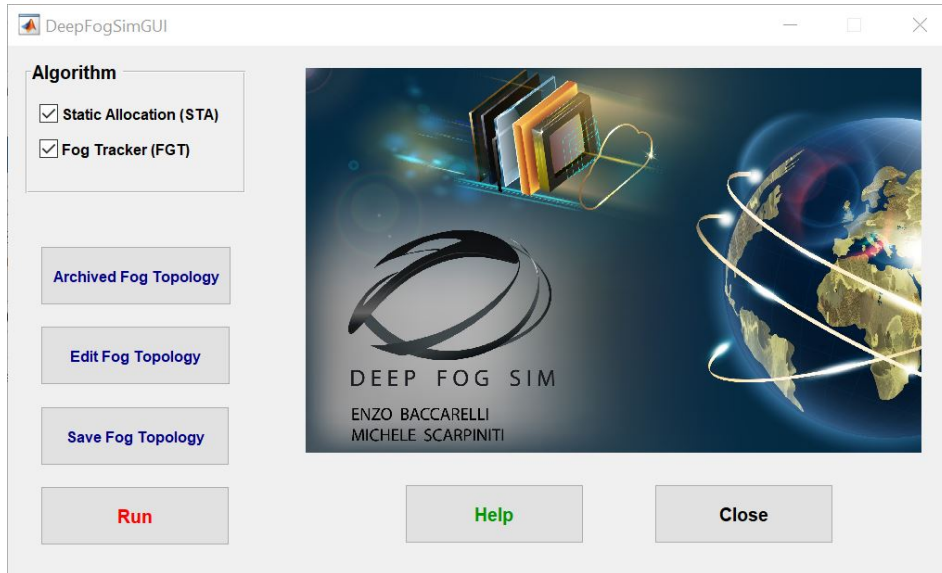 DeepFogSimGUI
Algorithm
Static Allocation (STA)
Fog Tracker (FGT)
Archived Fog Topology
Edit Fog Topology
Save Fog Topology
Run
DEEP FOG SIM
ENZO BACCARELLI
MICHELE SCARPINITI
Help
Close